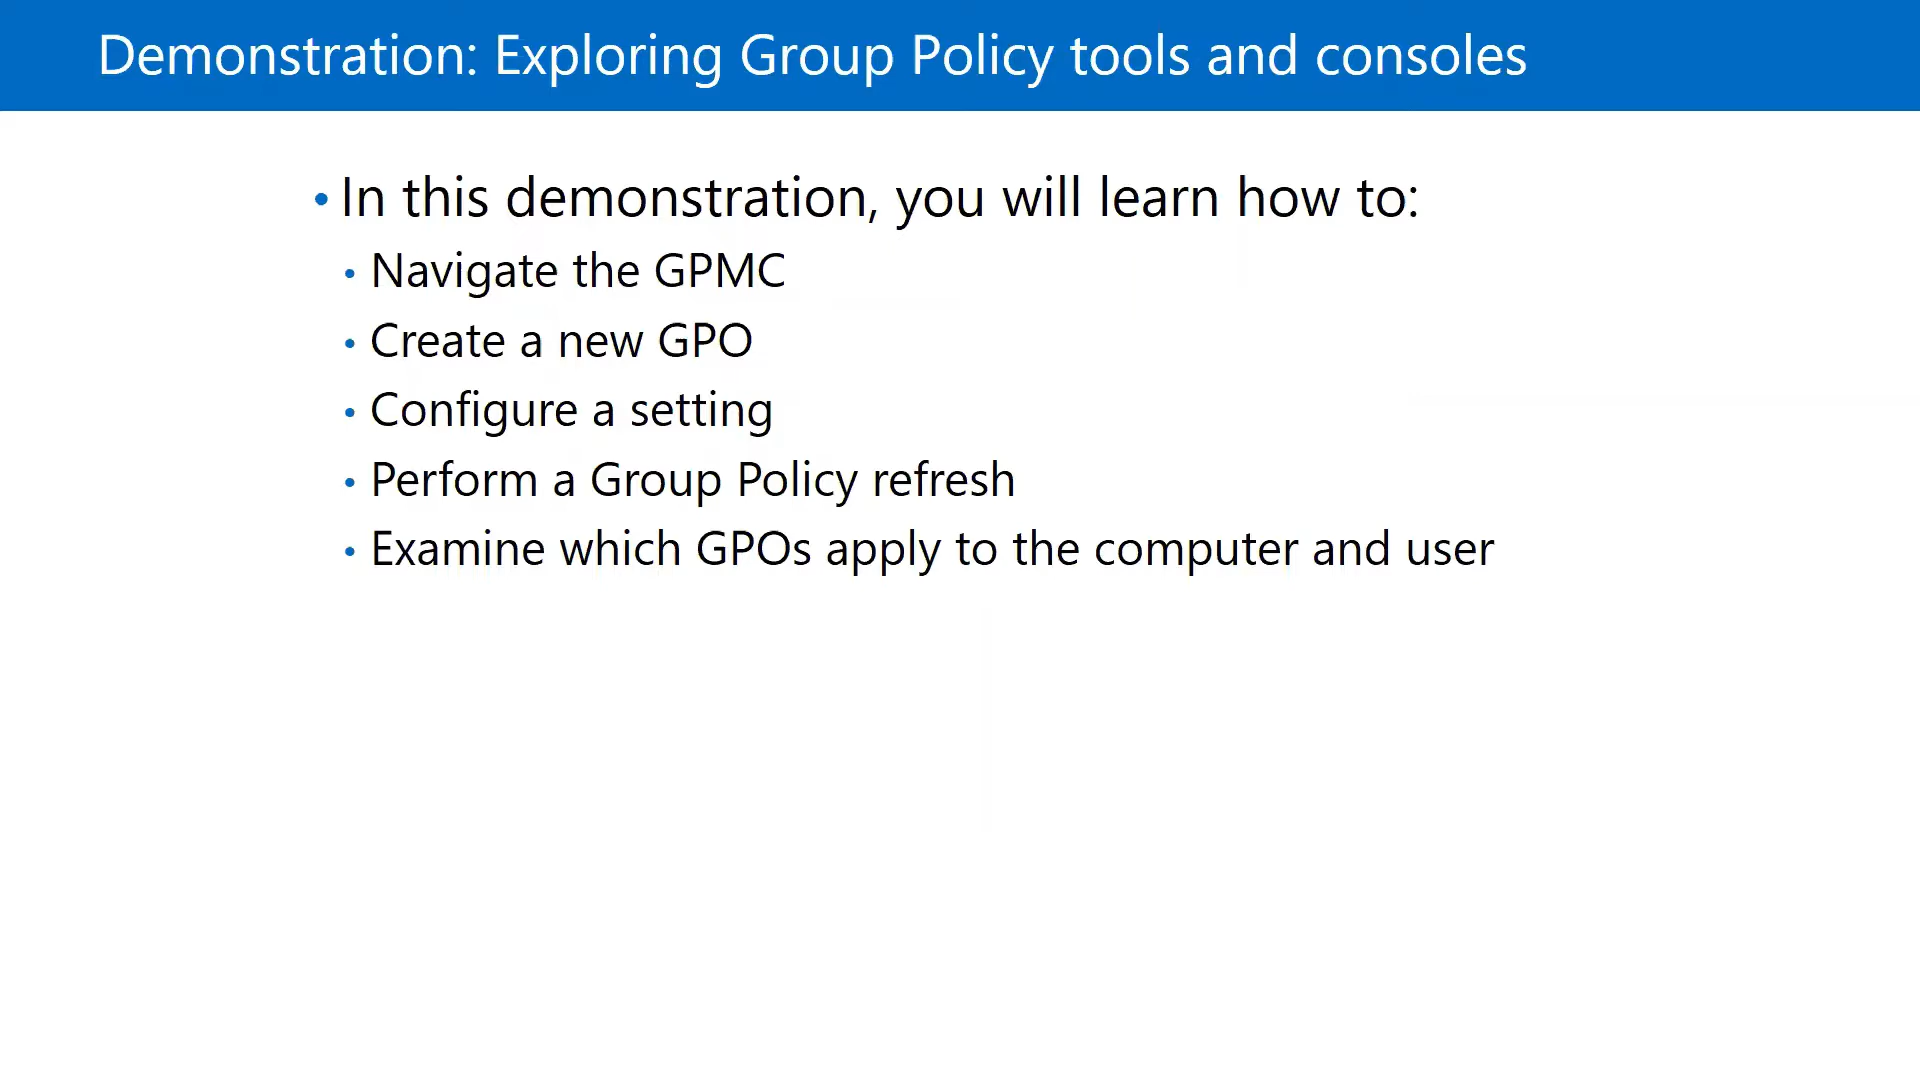 Demonstration: Exploring Group Policy tools and consoles
• In this demonstration, you will learn how to:
• Navigate the GPMC
• Create a new GPO
• Configure a setting
• Perform a Group Policy refresh
• Examine which GPOs apply to the computer and user